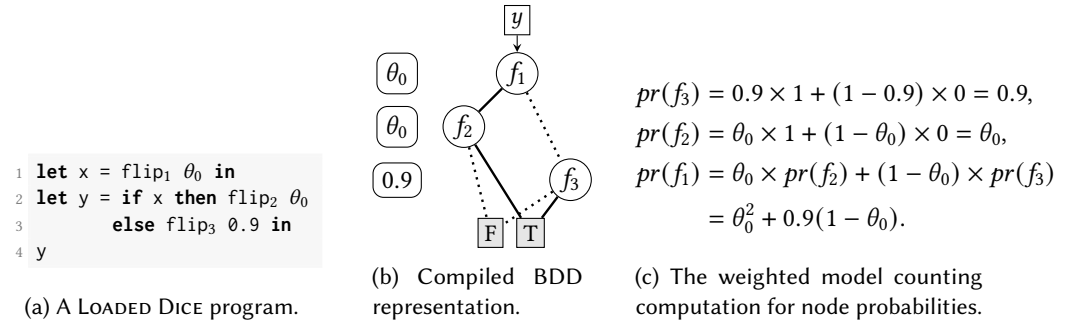 1 let x = flip₁ θ₀ in
2 let y = if x then flip₂ θ₀
3 else flip₃ 0.9 in
4 y
(a) A Loaded Dice program.
y
θ₀ f₁
θ₀ f₂
0.9 f₃
F T
(b) Compiled BDD
representation.
pr(f₃) = 0.9 × 1 + (1 − 0.9) × 0 = 0.9,
pr(f₂) = θ₀ × 1 + (1 − θ₀) × 0 = θ₀,
pr(f₁) = θ₀ × pr(f₂) + (1 − θ₀) × pr(f₃)
= θ₀² + 0.9(1 − θ₀).
(c) The weighted model counting
computation for node probabilities.